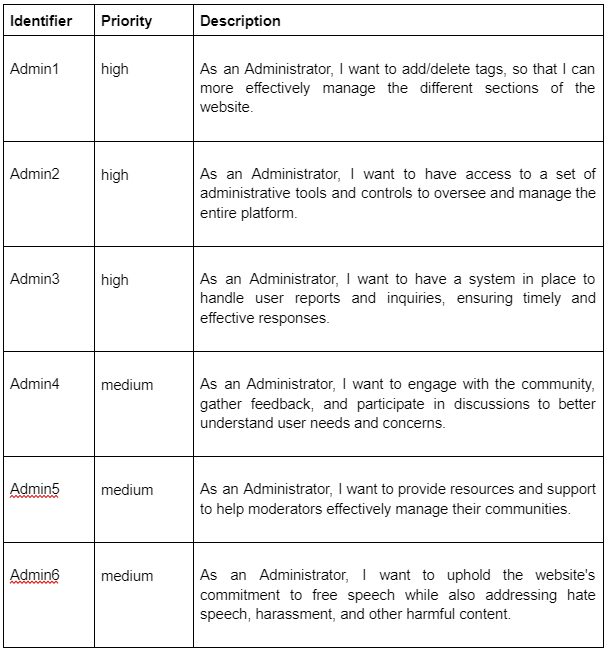 Identifier Priority Description
Admin1 high As an Administrator, I want to add/delete tags, so that I can
more effectively manage the different sections of the
website.
Admin2 high As an Administrator, I want to have access to a set of
administrative tools and controls to oversee and manage the
entire platform.
Admin3 high As an Administrator, I want to have a system in place to
handle user reports and inquiries, ensuring timely and
effective responses.
Admin4 medium As an Administrator, I want to engage with the community,
gather feedback, and participate in discussions to better
understand user needs and concerns.
Admin5 medium As an Administrator, I want to provide resources and support
to help moderators effectively manage their communities.
Admin6 medium As an Administrator, I want to uphold the website's
commitment to free speech while also addressing hate
speech, harassment, and other harmful content.